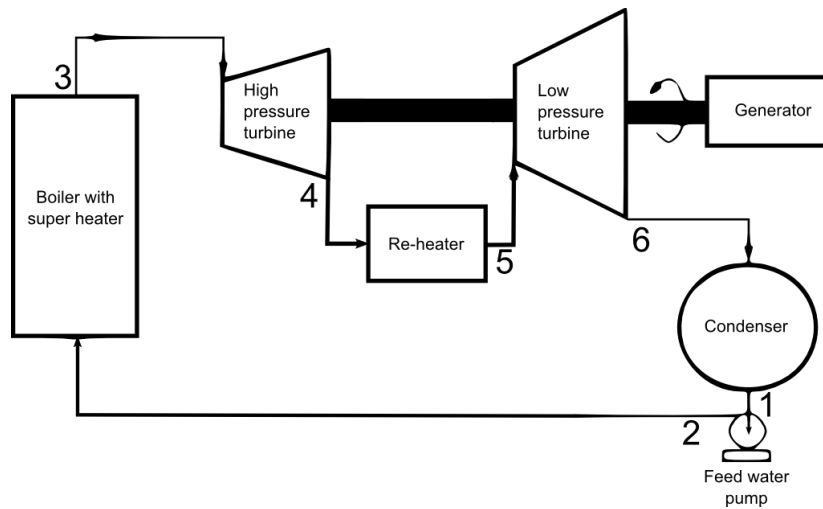 3
High
pressure
turbine
Low
pressure
turbine
Generator
Boiler with
super heater
4
Re-heater
5
6
Condenser
1
2
Feed water
pump